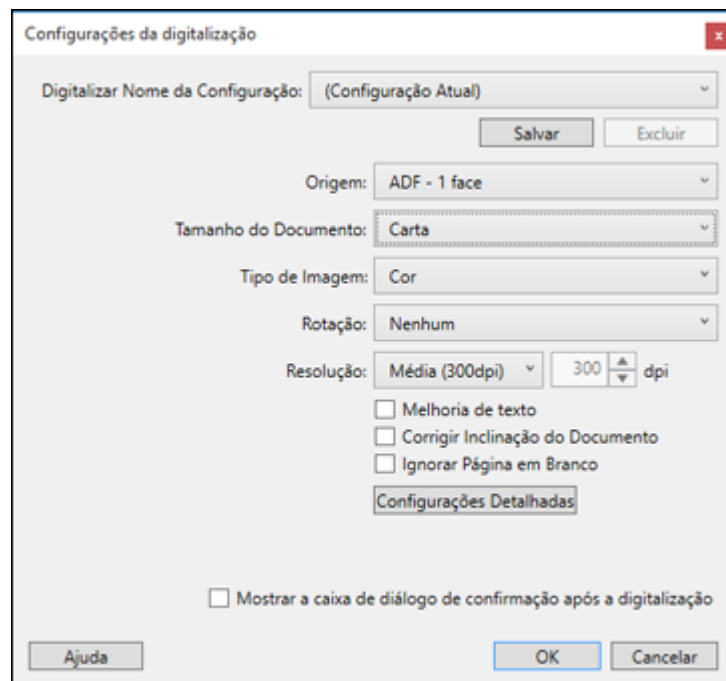 Configurações da digitalização
x
Digitalizar Nome da Configuração: (Configuração Atual)
Salvar Excluir
Origem: ADF - 1 face
Tamanho do Documento: Carta
Tipo de Imagem: Cor
Rotação: Nenhum
Resolução: Média (300dpi) 300 dpi
Melhoria de texto
Corrigir Inclinação do Documento
Ignorar Página em Branco
Configurações Detalhadas
Mostrar a caixa de diálogo de confirmação após a digitalização
Ajuda OK Cancelar